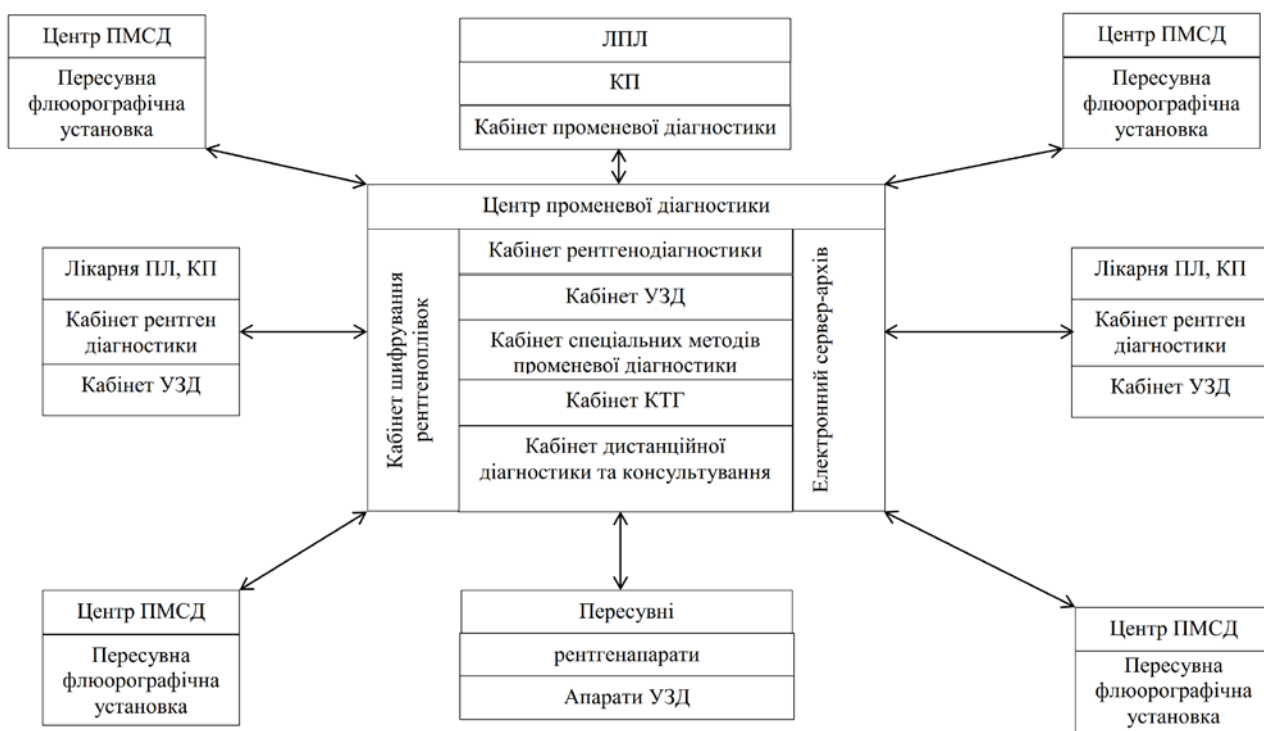 Центр ПМСД
Пересувна
флюорографічна
установка
ЛПЛ
КП
Кабінет променевої діагностики
Центр ПМСД
Пересувна
флюорографічна
установка
Центр променевої діагностики
Лікарня ПЛ, КП
Кабінет рентген
діагностики
Кабінет УЗД
Кабінет шифрування
рентгеноплівок
Кабінет рентгенодіагностики
Кабінет УЗД
Кабінет спеціальних методів
променевої діагностики
Кабінет КТГ
Кабінет дистанційної
діагностики та консультування
Електронний сервер-архів
Лікарня ПЛ, КП
Кабінет рентген
діагностики
Кабінет УЗД
Центр ПМСД
Пересувна
флюорографічна
установка
Пересувні
рентгенапарати
Апарати УЗД
Центр ПМСД
Пересувна
флюорографічна
установка